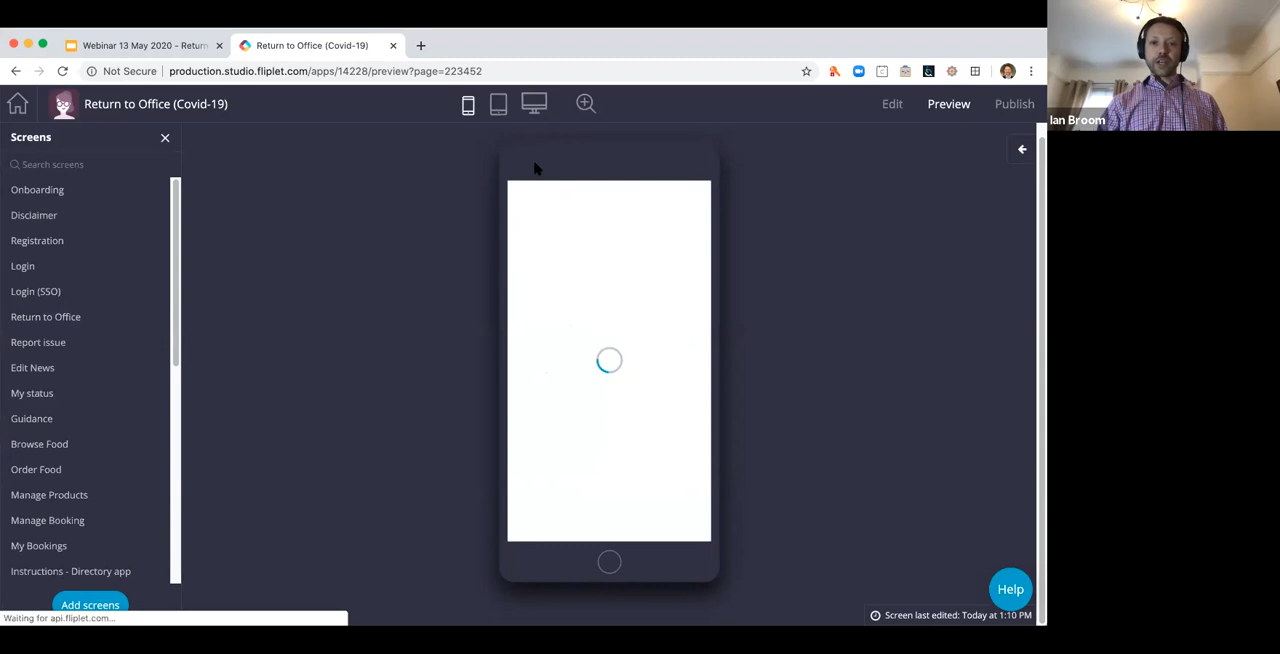 Webinar 13 May 2020 - Return
Return to Office (Covid-19)
Not Secure
production.studio.fliplet.com/apps/14228/preview?page=223452
Ian Broom
Return to Office (Covid-19)
Edit
Preview
Publish
Screens
Search screens
Onboarding
Disclaimer
Registration
Login
Login (SSO)
Return to Office
Report issue
Edit News
My status
Guidance
Browse Food
Order Food
Manage Products
Manage Booking
My Bookings
Instructions - Directory app
Add screens
Help
Waiting for api.fliplet.com...
Screen last edited: Today at 1:10 PM